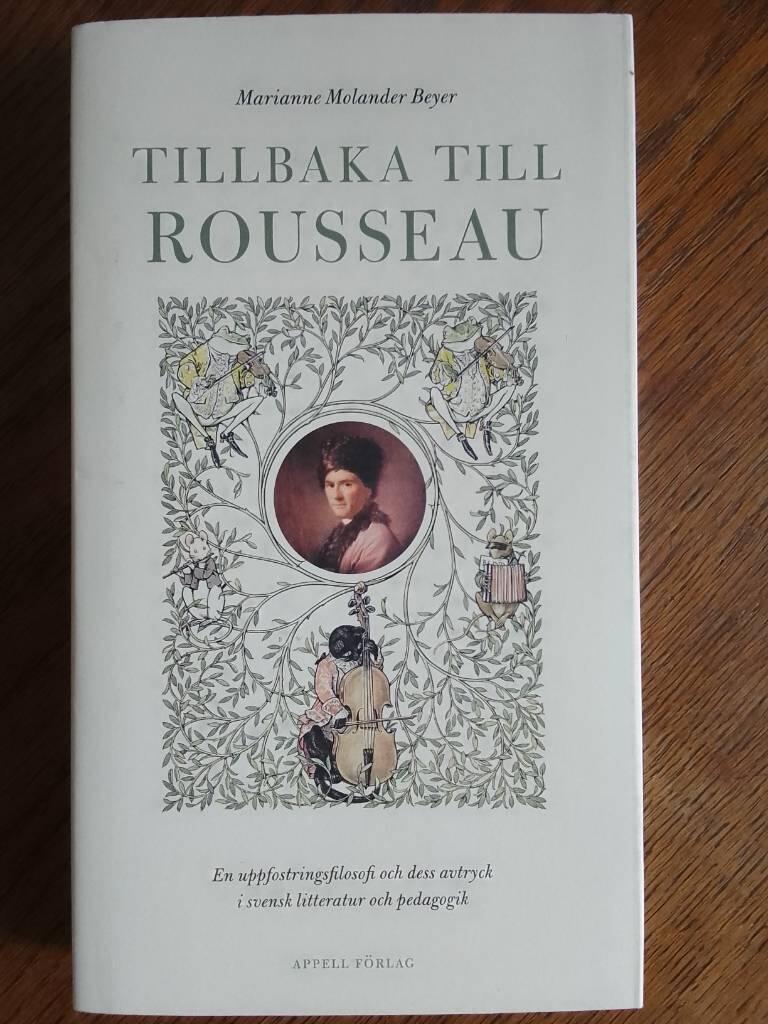 Marianne Molander Beyer
TILLBAKA TILL
ROUSSEAU
En uppfostringsfilosofi och dess avtryck
i svensk litteratur och pedagogik
APPELL FÖRLAG